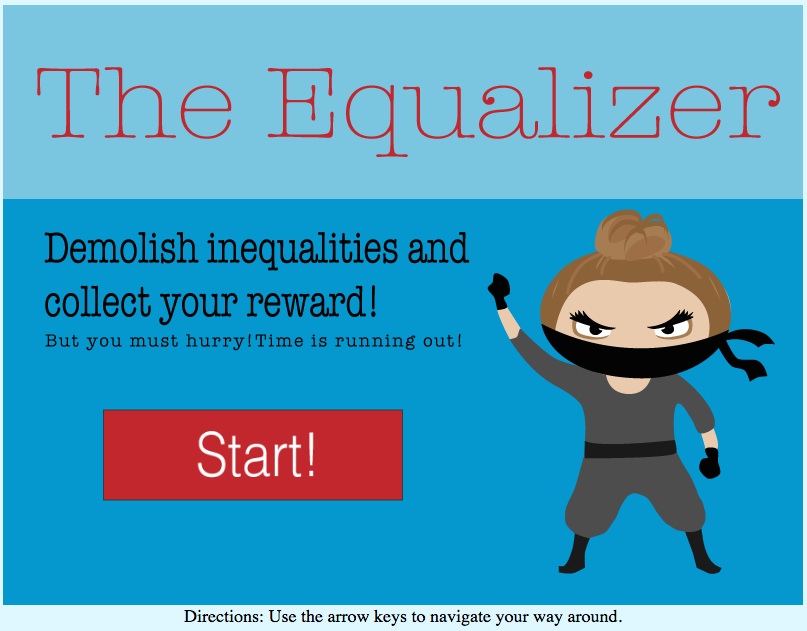 The Equalizer
Demolish inequalities and
collect your reward!
But you must hurry!Time is running out!
Start!
Directions: Use the arrow keys to navigate your way around.